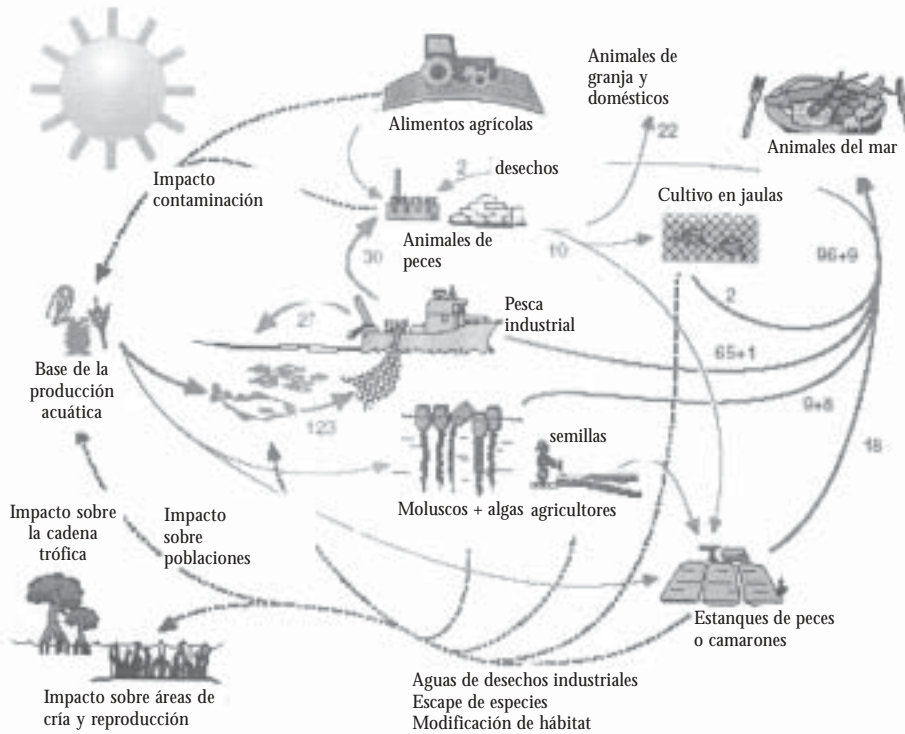 Animales de
granja y
domésticos
Alimentos agrícolas
22
Animales del mar
Impacto
contaminación
2
desechos
Cultivo en jaulas
Animales de
peces
30
10
96+9
2
27
Pesca
industrial
65+1
Base de la
producción
acuática
123
9+8
18
semillas
Moluscos + algas
agricultores
Impacto sobre
la cadena
trófica
Impacto
sobre
poblaciones
Estanques de peces
o camarones
Impacto sobre áreas de
cría y reproducción
Aguas de desechos industriales
Escape de especies
Modificación de hábitat